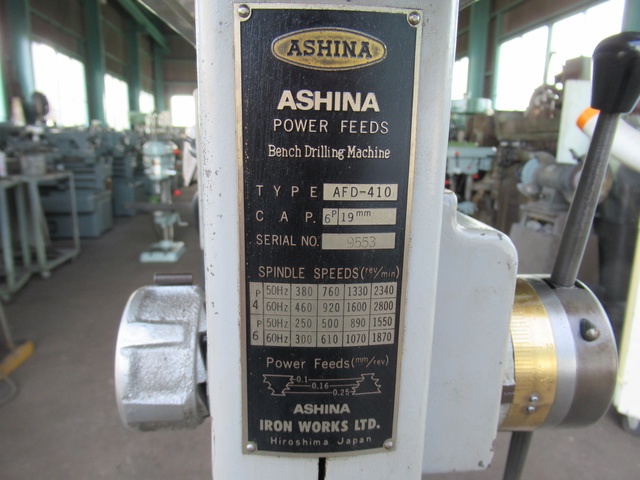 ASHINA
ASHINA
POWER FEEDS
Bench Drilling Machine
TYPE AFD-410
CAP. 6P 19mm
SERIAL NO. 9553
SPINDLE SPEEDS (rev/min)
P 4 50Hz 380 760 1330 2340
60Hz 460 920 1600 2800
P 6 50Hz 250 500 890 1550
60Hz 300 610 1070 1870
Power Feeds (mm/rev)
0.1
0.16
0.25
ASHINA
IRON WORKS LTD.
Hiroshima Japan